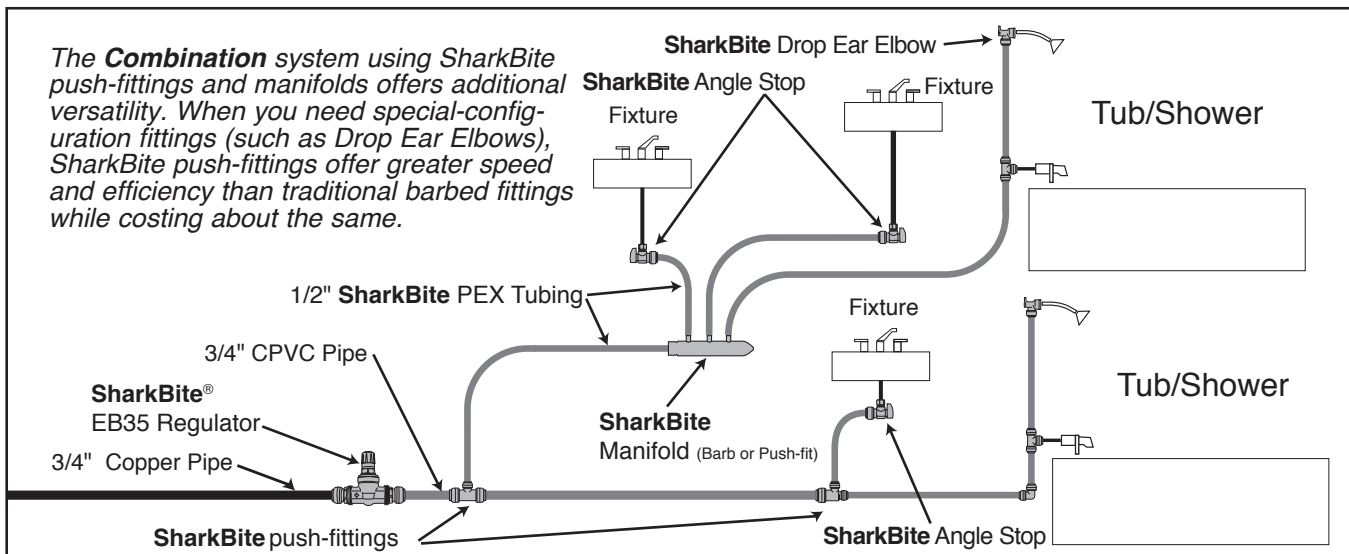 The Combination system using SharkBite
push-fittings and manifolds offers additional
versatility. When you need special-config-
uration fittings (such as Drop Ear Elbows),
SharkBite push-fittings offer greater speed
and efficiency than traditional barbed fittings
while costing about the same.
SharkBite Drop Ear Elbow
SharkBite Angle Stop
Fixture
Fixture
Tub/Shower
1/2" SharkBite PEX Tubing
Fixture
3/4" CPVC Pipe
Tub/Shower
SharkBite®
EB35 Regulator
SharkBite
Manifold (Barb or Push-fit)
3/4" Copper Pipe
SharkBite push-fittings
SharkBite Angle Stop